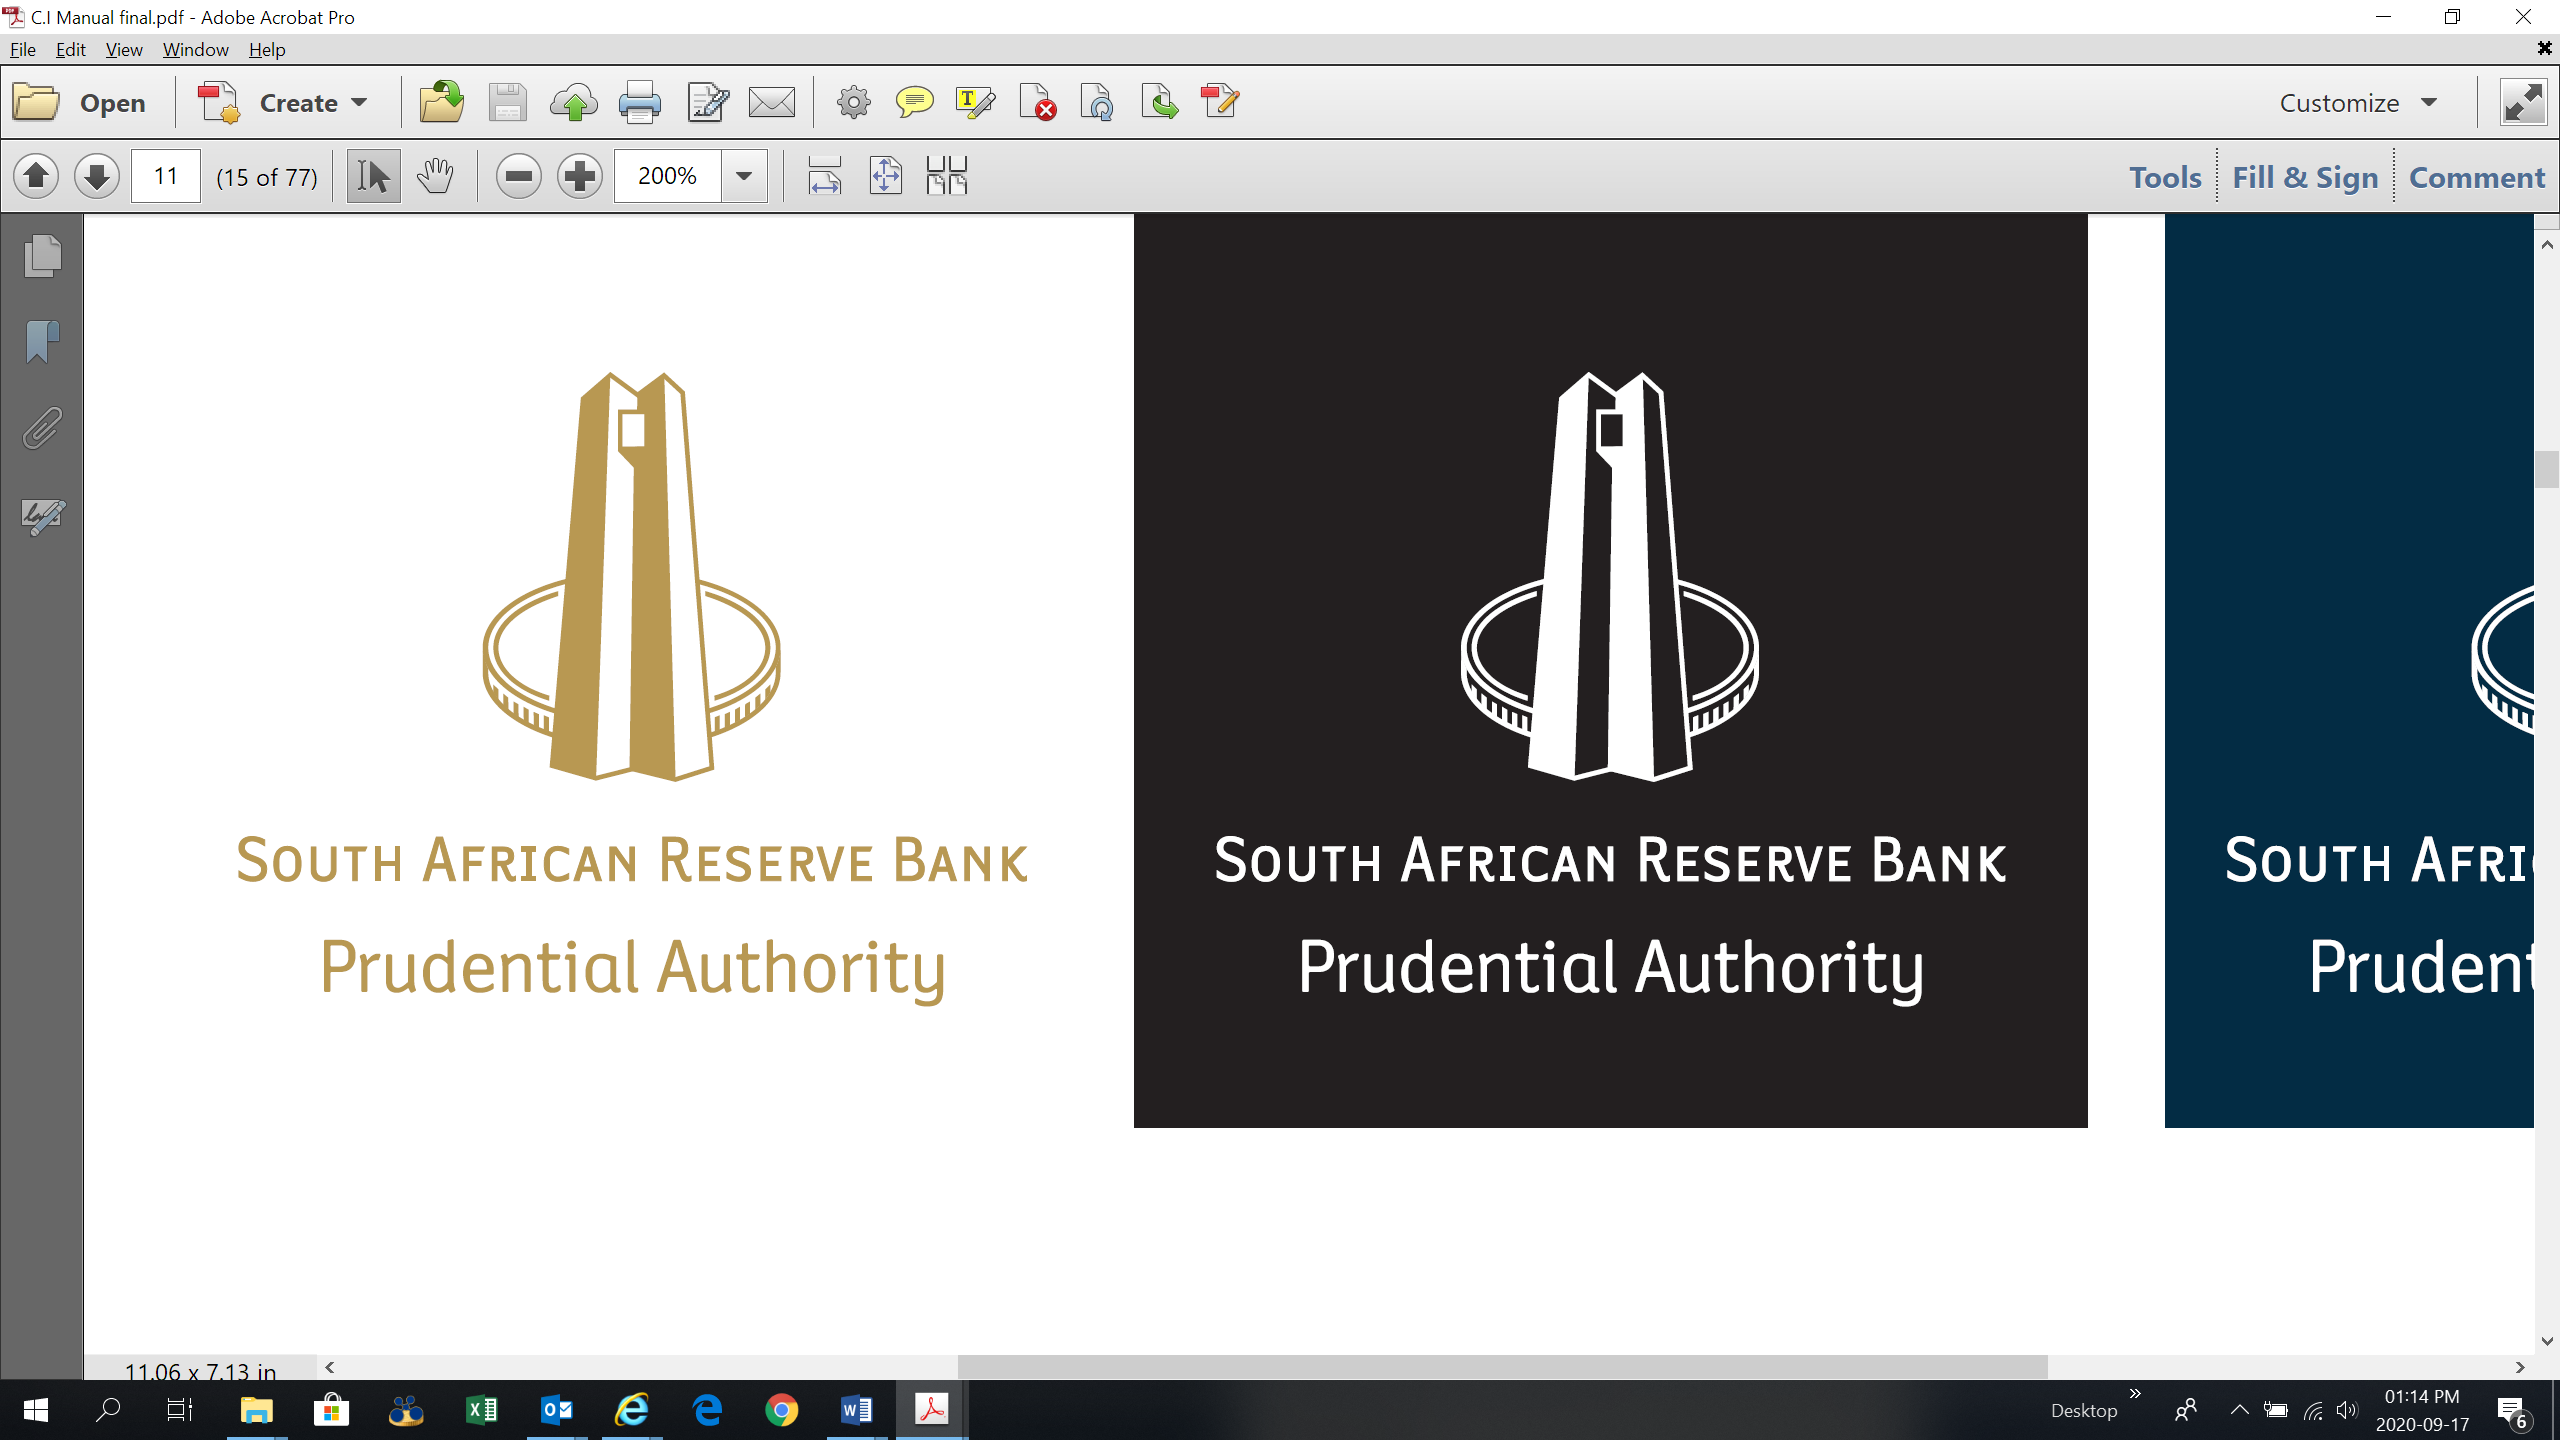 C.I Manual final.pdf - Adobe Acrobat Pro
File Edit View Window Help
Open Create Customize
11 (15 of 77) 200% Tools Fill & Sign Comment
SOUTH AFRICAN RESERVE BANK
Prudential Authority
SOUTH AFRICAN RESERVE BANK
Prudential Authority
SOUTH AFRI
Prudent
11.06 x 7.13 in
Desktop
01:14 PM
2020-09-17
6